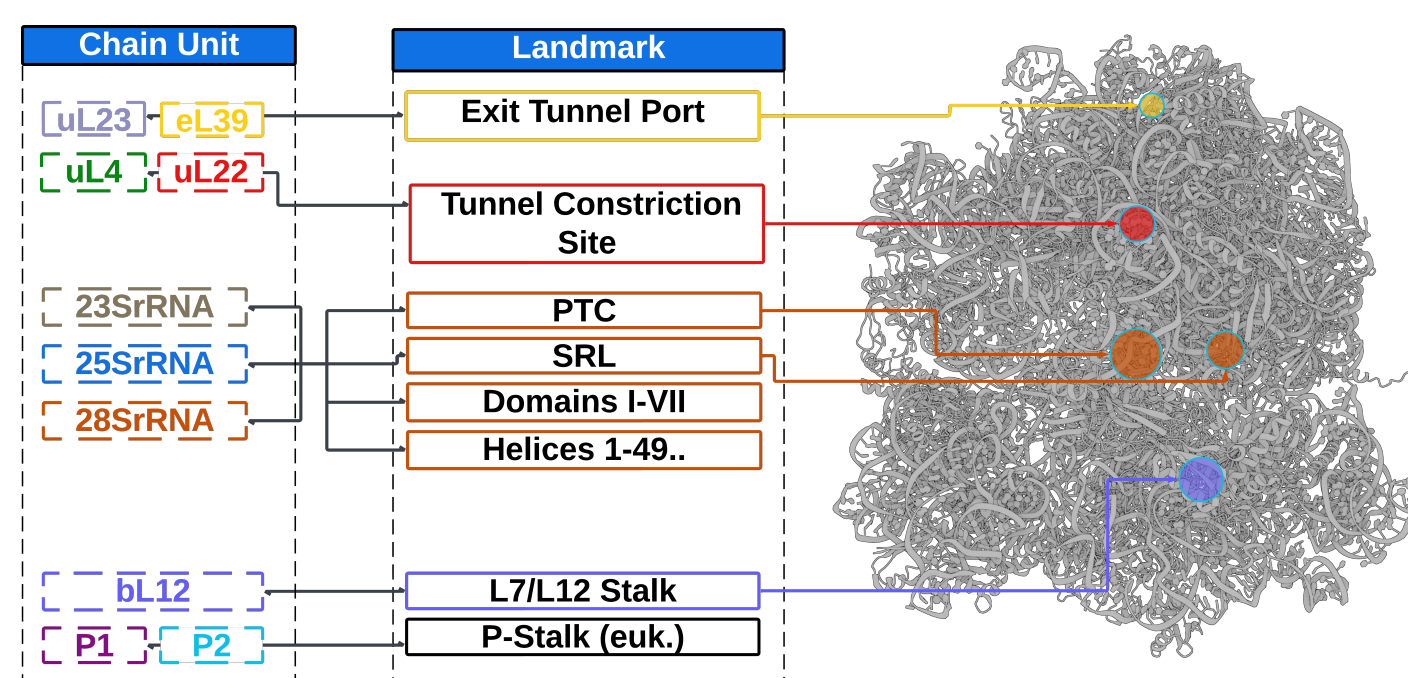 Chain Unit
Landmark
uL23 eL39
Exit Tunnel Port
uL4 uL22
Tunnel Constriction
Site
23SrRNA
PTC
25SrRNA
SRL
28SrRNA
Domains I-VII
Helices 1-49..
bL12
L7/L12 Stalk
P1 P2
P-Stalk (euk.)